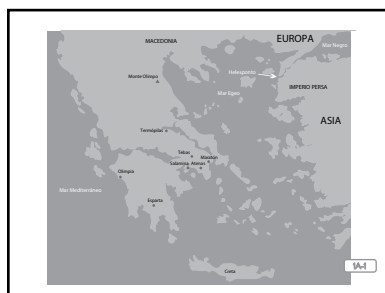 MACEDONIA
EUROPA
Mar Negro
Helesponto
Monte Olimpo
IMPERIO PERSA
Mar Egeo
ASIA
Termópilas
Tebas
Maratón
Salamina
Atenas
Olimpia
Mar Mediterráneo
Esparta
Creta
1A-1